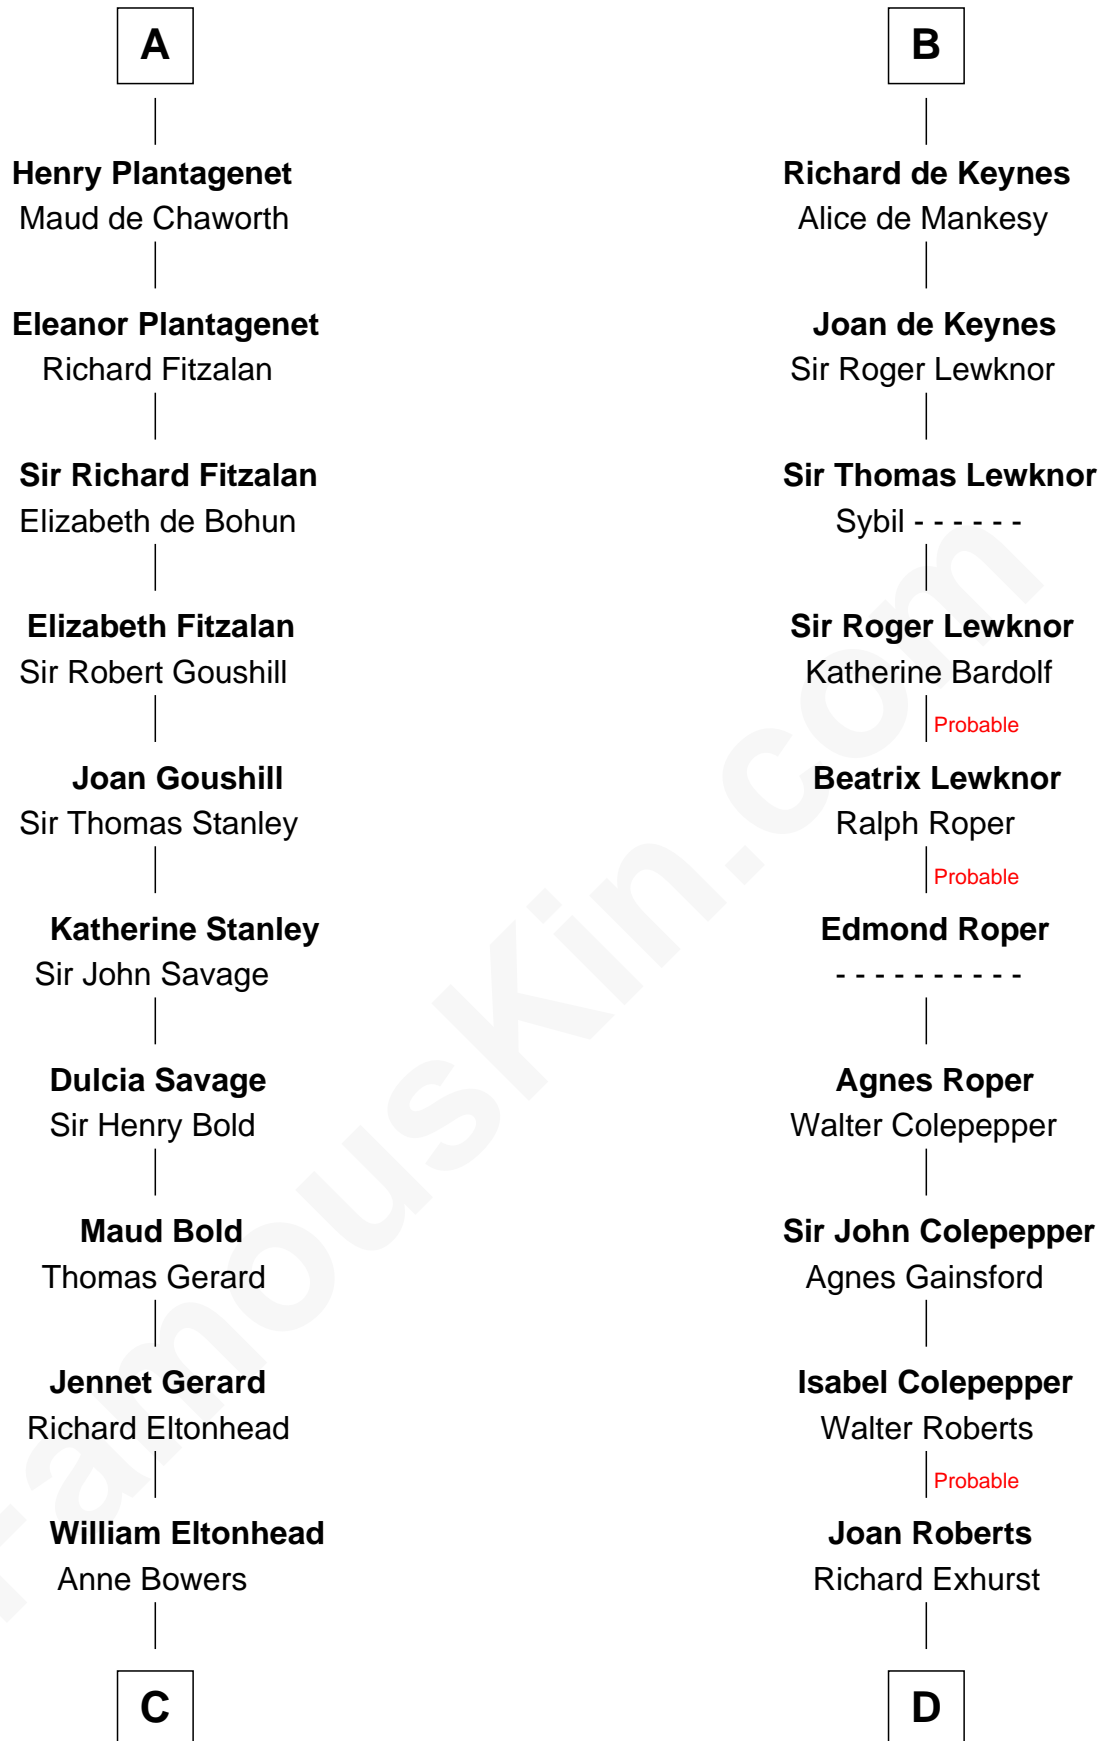 A
Henry Plantagenet
Maud de Chaworth
Eleanor Plantagenet
Richard Fitzalan
Sir Richard Fitzalan
Elizabeth de Bohun
Elizabeth Fitzalan
Sir Robert Goushill
Joan Goushill
Sir Thomas Stanley
Katherine Stanley
Sir John Savage
Dulcia Savage
Sir Henry Bold
Maud Bold
Thomas Gerard
Jennet Gerard
Richard Eltonhead
William Eltonhead
Anne Bowers
C
B
Richard de Keynes
Alice de Mankesy
Joan de Keynes
Sir Roger Lewknor
Sir Thomas Lewknor
Sybil - - - - - -
Sir Roger Lewknor
Katherine Bardolf
Probable
Beatrix Lewknor
Ralph Roper
Probable
Edmond Roper
- - - - - - - - - -
Agnes Roper
Walter Colepepper
Sir John Colepepper
Agnes Gainsford
Isabel Colepepper
Walter Roberts
Probable
Joan Roberts
Richard Exhurst
D
FamousKin.com